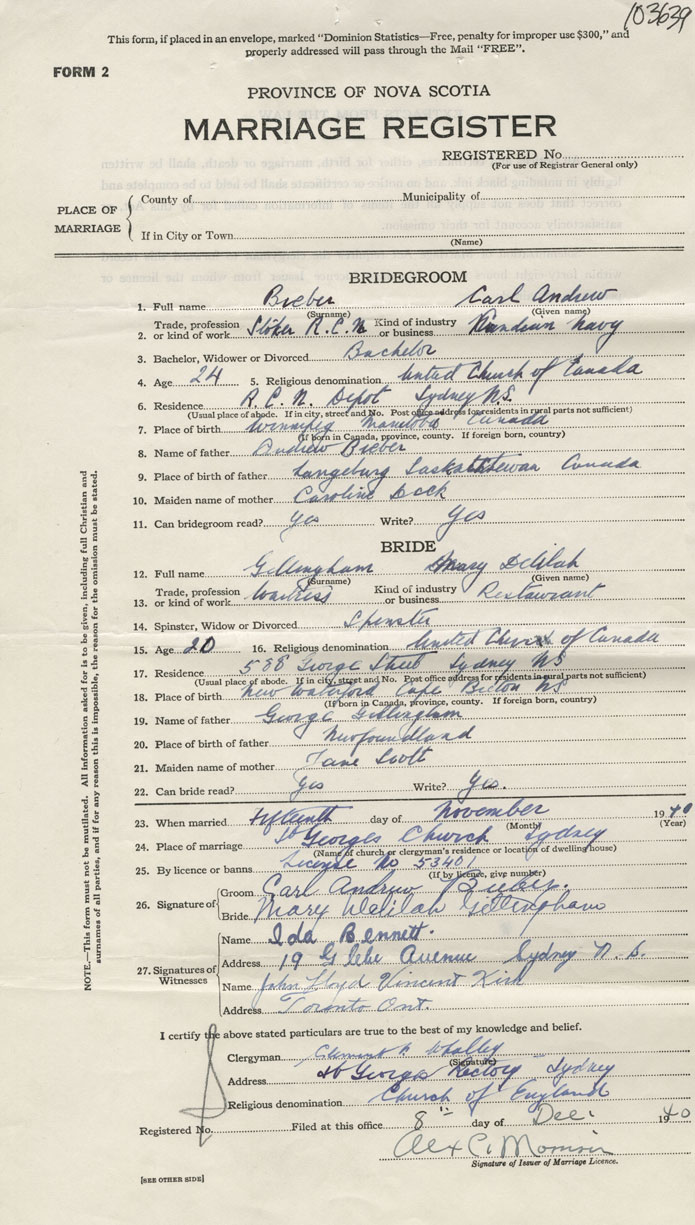 103639
This form, if placed in an envelope, marked "Dominion Statistics—Free, penalty for improper use $300," and
properly addressed will pass through the Mail "FREE".
FORM 2
PROVINCE OF NOVA SCOTIA
MARRIAGE REGISTER
REGISTERED No.
(For use of Registrar General only)
PLACE OF MARRIAGE
County of Municipality of
If in City or Town
(Name)
BRIDEGROOM
1. Full name Bieber Carl Andrew
(Surname) (Given name)
2. Trade, profession or kind of work Stoker R.C.N Kind of industry or business Canadian Navy
3. Bachelor, Widower or Divorced Bachelor
4. Age 24 5. Religious denomination United Church of Canada
6. Residence R.C.N. Depot Sydney N.S.
(Usual place of abode. If in city, street and No. Post office address for residents in rural parts not sufficient)
7. Place of birth Winnipeg Manitoba Canada
(If born in Canada, province, county. If foreign born, country)
8. Name of father Andrew Bieber
9. Place of birth of father Langeburg Saskatchewan Canada
10. Maiden name of mother Caroline
11. Can bridegroom read? yes Write? Yes
BRIDE
12. Full name Gillingham Mary Delilah
(Surname) (Given name)
13. Trade, profession or kind of work Waitress Kind of industry or business Restaurant
14. Spinster, Widow or Divorced Spinster
15. Age 20 16. Religious denomination United Church of Canada
17. Residence 538 George Street Sydney NS
(Usual place of abode. If in city, street and No. Post office address for residents in rural parts not sufficient)
18. Place of birth New Waterford Cape Breton NS
(If born in Canada, province, county. If foreign born, country)
19. Name of father George Gillingham
20. Place of birth of father Newfoundland
21. Maiden name of mother Jane Scott
22. Can bride read? Yes Write? Yes.
23. When married Fifteenth day of November 1940
(Month) (Year)
24. Place of marriage St Georges Church Sydney
(Name of church or clergyman's residence or location of dwelling house)
25. By licence or banns License No 53401
(If by licence, give number)
26. Signature of
Groom Carl Andrew Bieber.
Bride Mary Delilah Gillingham
27. Signatures of Witnesses
Name Ida Bennett.
Address 19 Glebe Avenue Sydney N.S.
Name John Lloyd Vincent Kirk
Address Toronto Ont.
I certify the above stated particulars are true to the best of my knowledge and belief.
Clergyman Whalley
(Signature)
Address St Georges Rectory - Sydney
Religious denomination Church of England
Registered No. Filed at this office 8" day of Dec. 1940
Alex C.
Signature of Issuer of Marriage Licence.
[SEE OTHER SIDE]
NOTE.—This form must not be mutilated. All information asked for is to be given, including full Christian and
surnames of all parties, and if for any reason this is impossible, the reason for the omission must be stated.